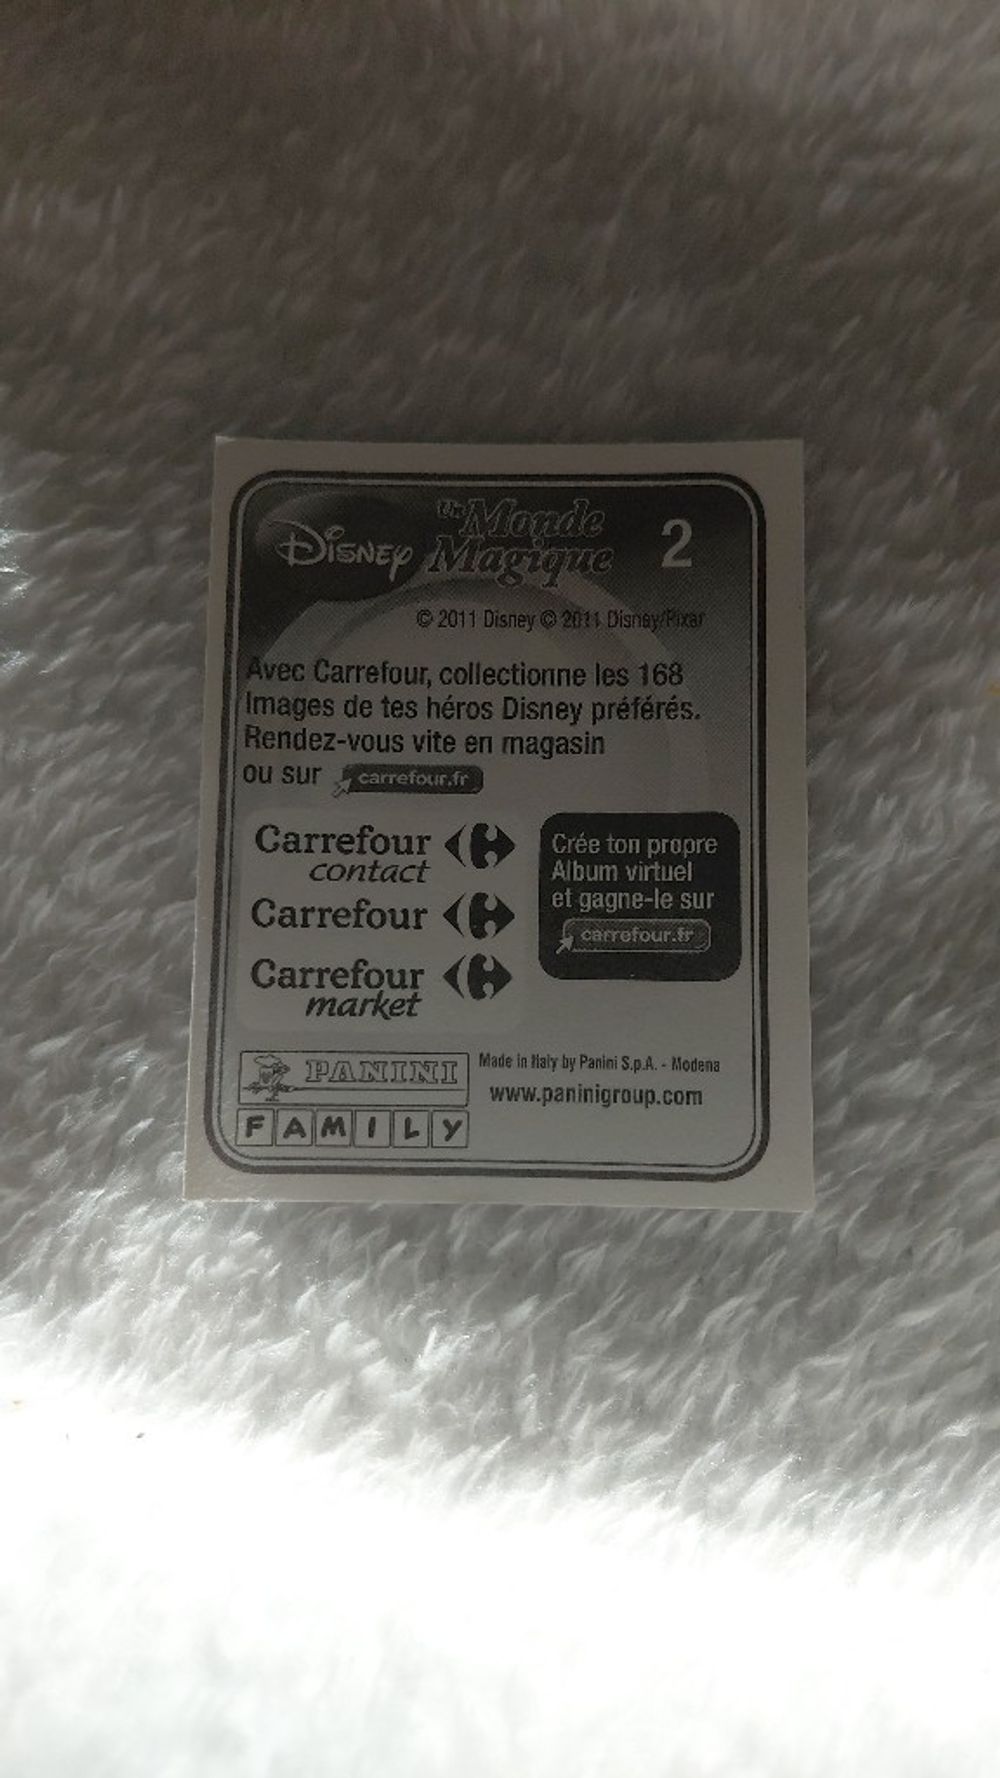 Disney Un Monde Magique 2
© 2011 Disney © 2011 Disney/Pixar
Avec Carrefour, collectionne les 168
Images de tes héros Disney préférés.
Rendez-vous vite en magasin
ou sur carrefour.fr
Carrefour
contact
Carrefour
Carrefour
market
Crée ton propre
Album virtuel
et gagne-le sur
carrefour.fr
PANINI
FAMILY
Made in Italy by Panini S.p.A. - Modena
www.paninigroup.com